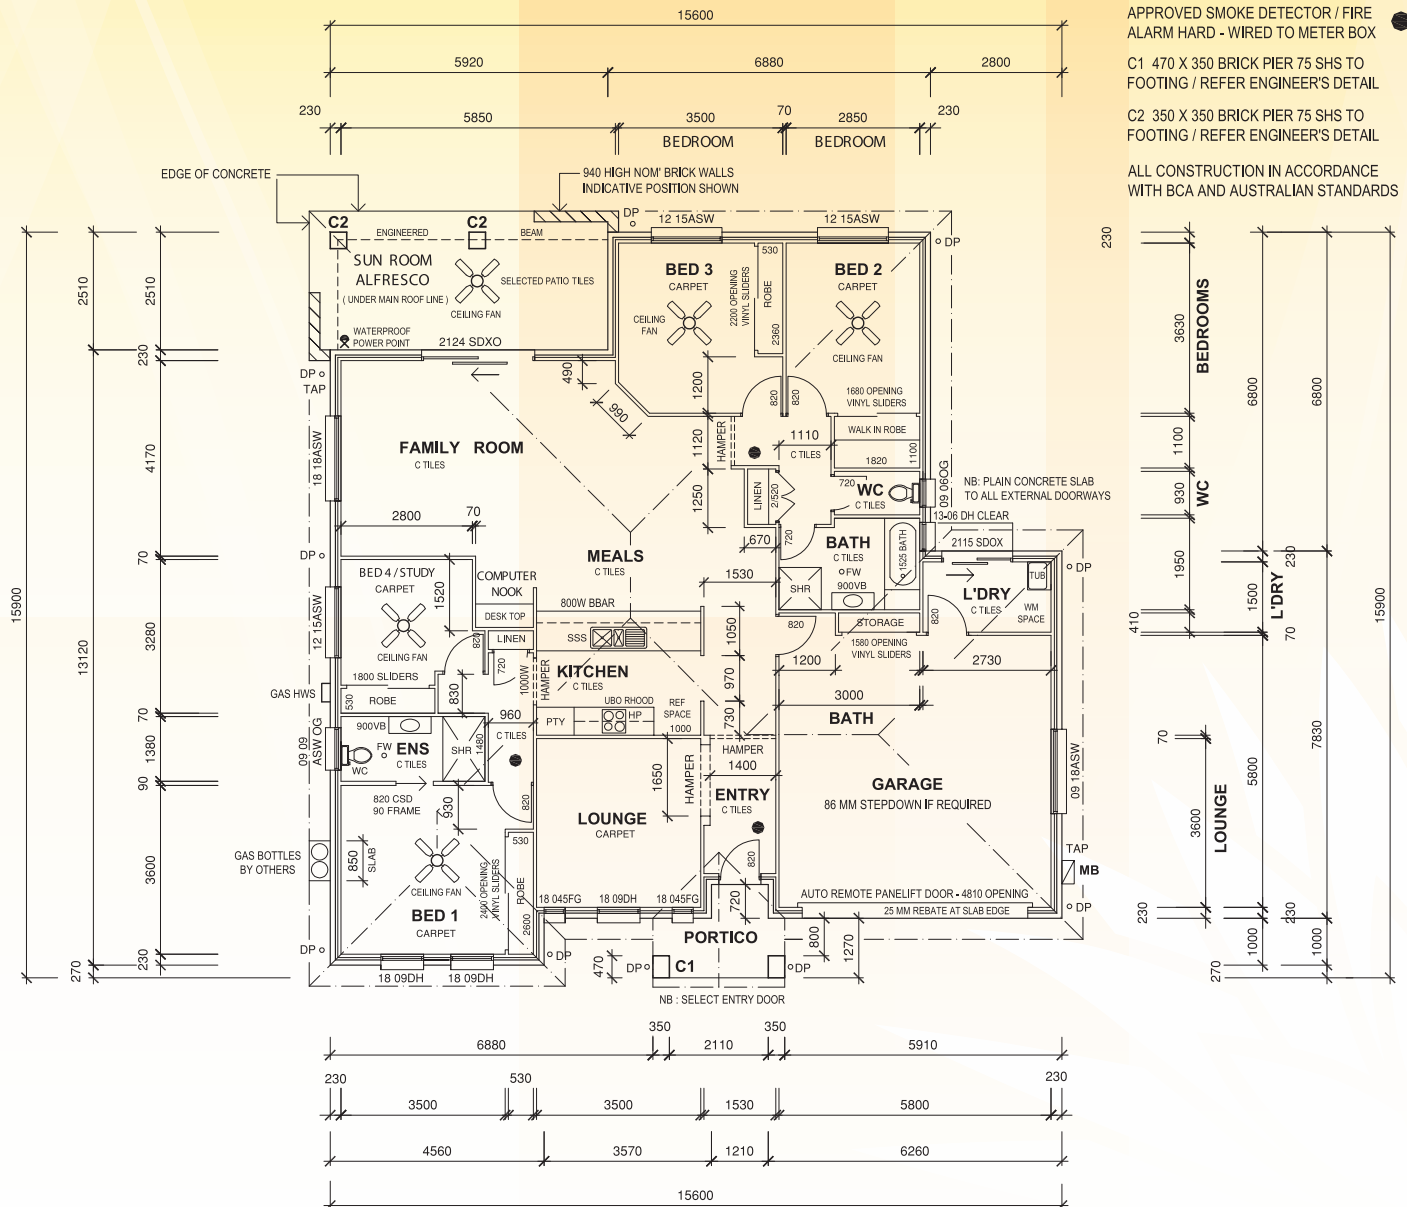 15600
APPROVED SMOKE DETECTOR / FIRE
ALARM HARD - WIRED TO METER BOX
5920
6880
2800
C1 470 X 350 BRICK PIER 75 SHS TO
FOOTING / REFER ENGINEER'S DETAIL
230
5850
3500
70
2850
230
C2 350 X 350 BRICK PIER 75 SHS TO
FOOTING / REFER ENGINEER'S DETAIL
BEDROOM
BEDROOM
ALL CONSTRUCTION IN ACCORDANCE
WITH BCA AND AUSTRALIAN STANDARDS
EDGE OF CONCRETE
940 HIGH NOM' BRICK WALLS
INDICATIVE POSITION SHOWN
DP
12 15ASW
12 15ASW
DP
C2
C2
ENGINEERED
BEAM
SUN ROOM
ALFRESCO
( UNDER MAIN ROOF LINE )
SELECTED PATIO TILES
CEILING FAN
WATERPROOF
POWER POINT
2124 SDXO
BED 3
CARPET
CEILING
FAN
2200 OPENING
VINYL SLIDERS
530
ROBE
2360
BED 2
CARPET
CEILING FAN
1680 OPENING
VINYL SLIDERS
WALK IN ROBE
1820
1100
DP
TAP
490
990
1200
820
820
1120
HAMPER
1110
C TILES
1250
LINEN
2/520
720
WC
C TILES
09 06OG
NB: PLAIN CONCRETE SLAB
TO ALL EXTERNAL DOORWAYS
13-06 DH CLEAR
2115 SDOX
FAMILY ROOM
C TILES
18 18ASW
2800
70
670
720
BATH
C TILES
FW
900VB
1525 BATH
SHR
MEALS
C TILES
1530
DP
BED 4 / STUDY
CARPET
1520
COMPUTER
NOOK
DESK TOP
800W BBAR
L'DRY
C TILES
TUB
WM
SPACE
DP
820
12 15ASW
CEILING FAN
1800 SLIDERS
820
LINEN
720
1000W
HAMPER
SSS
KITCHEN
C TILES
1050
820
STORAGE
1580 OPENING
VINYL SLIDERS
1200
2730
970
3000
GAS HWS
530
ROBE
830
960
PTY
UBO RHOOD
HP
REF
SPACE
1000
730
BATH
900VB
FW
ENS
C TILES
WC
SHR
1480
C TILES
09 09
ASW OG
HAMPER
1400
1650
HAMPER
GARAGE
86 MM STEPDOWN IF REQUIRED
09 18ASW
820 CSD
90 FRAME
930
820
LOUNGE
CARPET
ENTRY
C TILES
820
TAP
MB
GAS BOTTLES
BY OTHERS
850
SLAB
CEILING FAN
BED 1
CARPET
2400 OPENING
VINYL SLIDERS
530
ROBE
2600
18 045FG
18 09DH
18 045FG
720
AUTO REMOTE PANELIFT DOOR - 4810 OPENING
25 MM REBATE AT SLAB EDGE
DP
PORTICO
800
1270
DP
DP
470
DP
C1
DP
18 09DH
18 09DH
NB : SELECT ENTRY DOOR
15900
2510
13120
270
2510
230
4170
70
3280
70
1380
90
3600
230
230
3630
BEDROOMS
1100
930
WC
1950
410
L'DRY
70
3600
LOUNGE
230
270
6800
1500
230
70
5800
230
1000
6800
7830
1000
15900
6880
350
2110
350
5910
230
3500
530
3500
1530
5800
230
4560
3570
1210
6260
15600